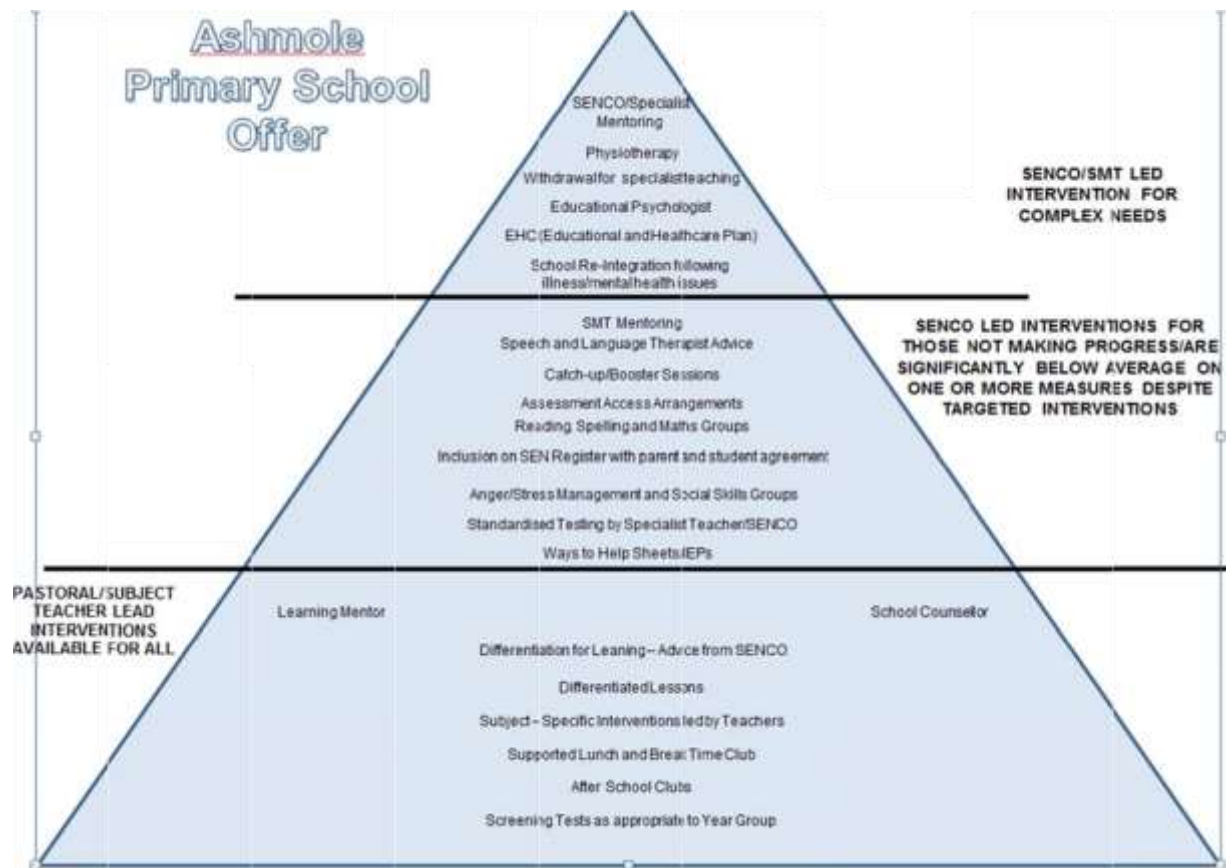 Ashmole
Primary School
Offer
SENCO/Specialist
Mentoring
Physiotherapy
Withdrawal for specialist teaching
Educational Psychologist
EHC (Educational and Healthcare Plan)
School Re-Integration following
illness/mental health issues
SENCO/SMT LED
INTERVENTION FOR
COMPLEX NEEDS
SMT Mentoring
Speech and Language Therapist Advice
Catch-up/Booster Sessions
Assessment Access Arrangements
Reading, Spelling and Maths Groups
Inclusion on SEN Register with parent and student agreement
Anger/Stress Management and Social Skills Groups
Standardised Testing by Specialist Teacher/SENCO
Ways to Help Sheets/IEPs
SENCO LED INTERVENTIONS FOR
THOSE NOT MAKING PROGRESS/ARE
SIGNIFICANTLY BELOW AVERAGE ON
ONE OR MORE MEASURES DESPITE
TARGETED INTERVENTIONS
PASTORAL/SUBJECT
TEACHER LEAD
INTERVENTIONS
AVAILABLE FOR ALL
Learning Mentor
School Counsellor
Differentiation for Leaning – Advice from SENCO
Differentiated Lessons
Subject – Specific Interventions led by Teachers
Supported Lunch and Break Time Club
After School Clubs
Screening Tests as appropriate to Year Group